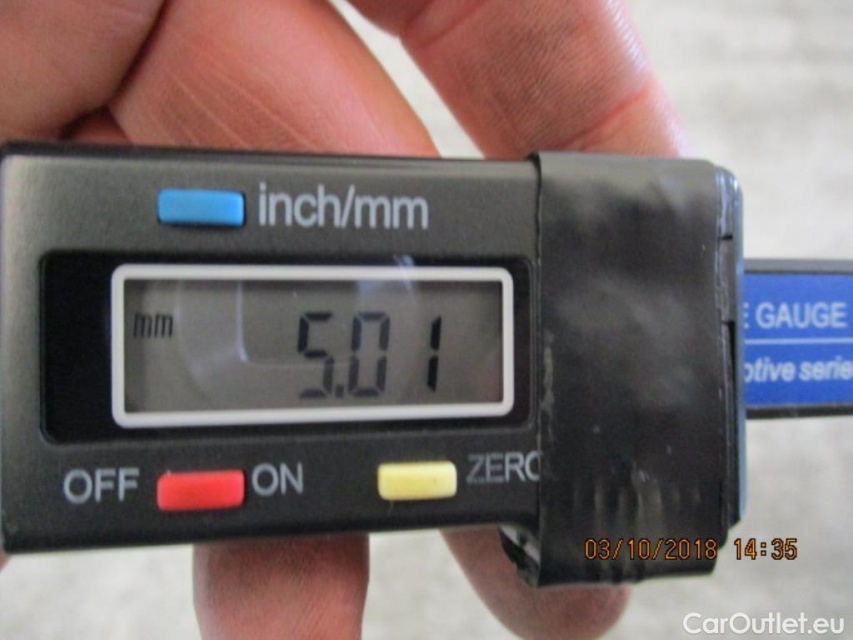 inch/mm
mm
5.01
OFF ON
ZERO
GAUGE
otive serie
03/10/2018 14:35
CarOutlet.eu